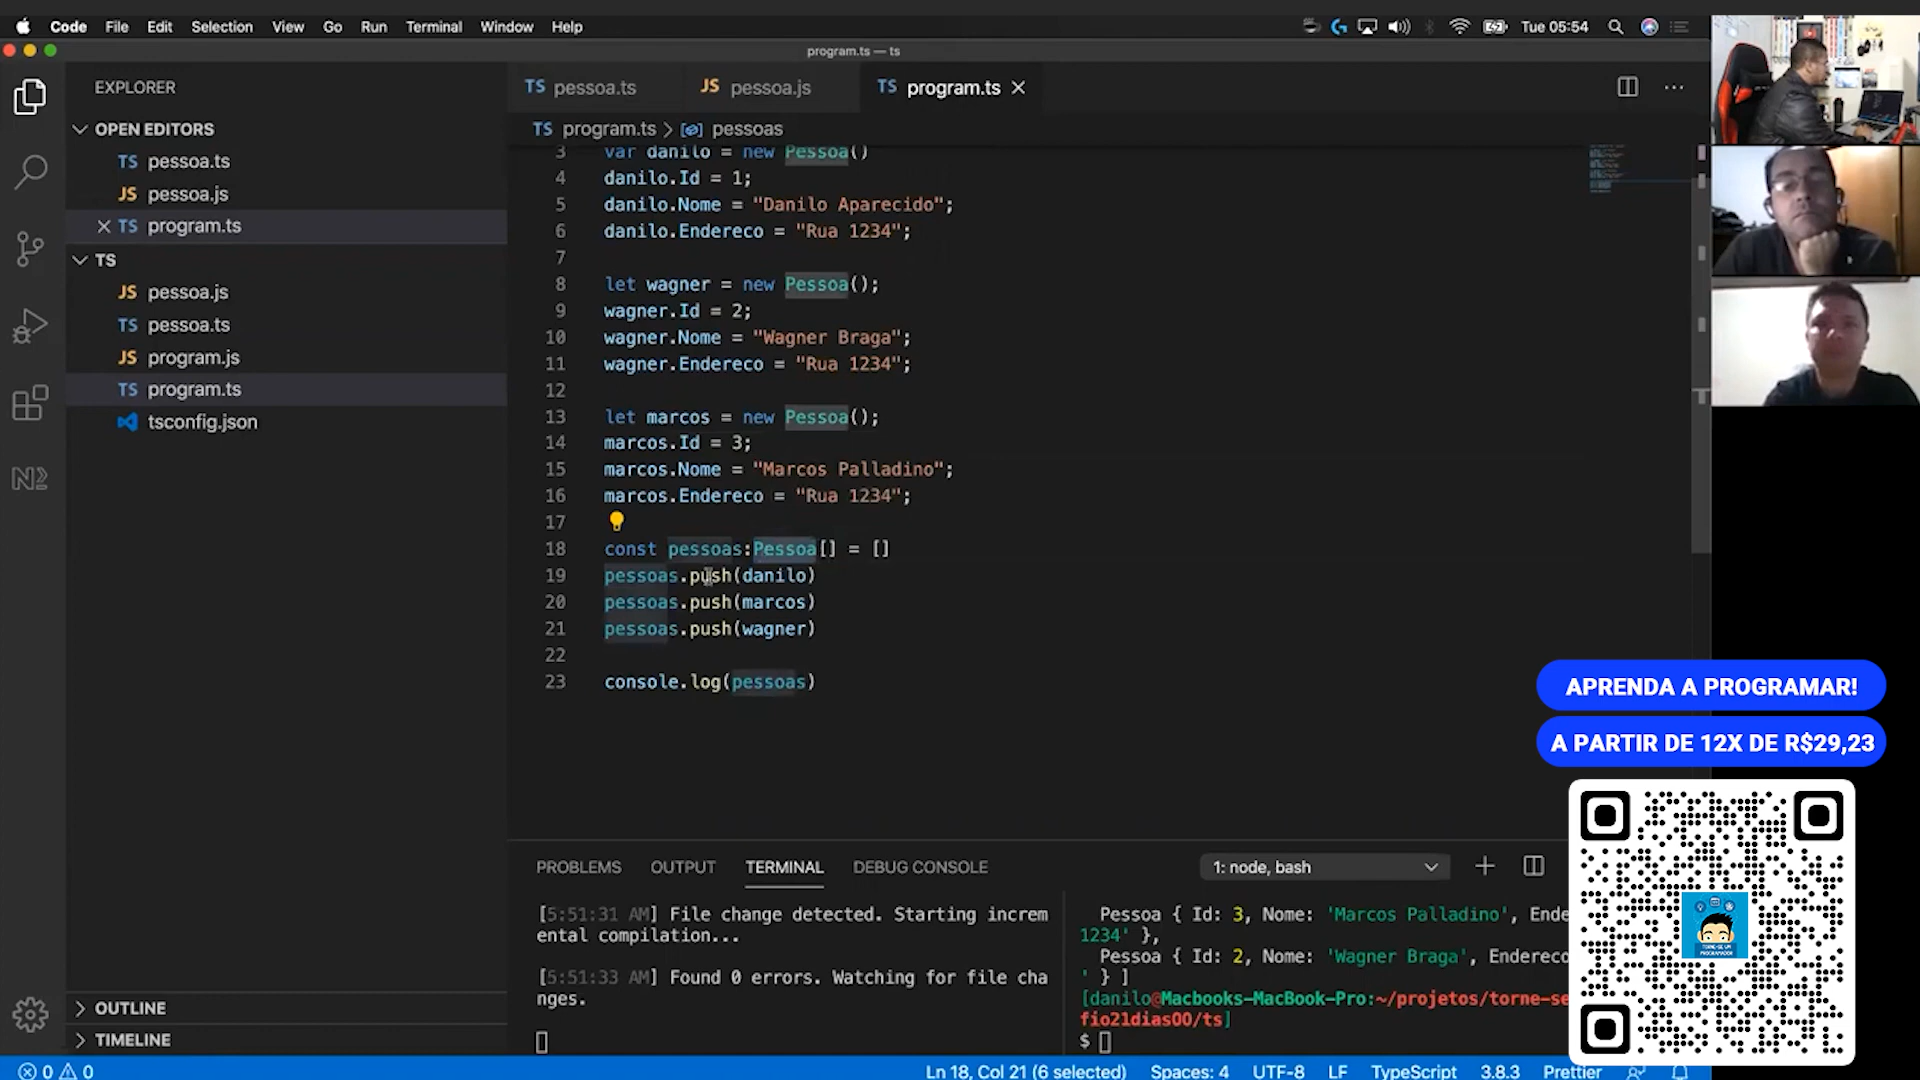 Code File Edit Selection View Go Run Terminal Window Help Tue 05:54
program.ts — ts
EXPLORER
OPEN EDITORS
TS pessoa.ts
JS pessoa.js
TS program.ts
TS
JS pessoa.js
TS pessoa.ts
JS program.js
TS program.ts
tsconfig.json
OUTLINE
TIMELINE
TS pessoa.ts JS pessoa.js TS program.ts
TS program.ts > pessoas
3 var danilo = new Pessoa()
4 danilo.Id = 1;
5 danilo.Nome = "Danilo Aparecido";
6 danilo.Endereco = "Rua 1234";
7
8 let wagner = new Pessoa();
9 wagner.Id = 2;
10 wagner.Nome = "Wagner Braga";
11 wagner.Endereco = "Rua 1234";
12
13 let marcos = new Pessoa();
14 marcos.Id = 3;
15 marcos.Nome = "Marcos Palladino";
16 marcos.Endereco = "Rua 1234";
17
18 const pessoas:Pessoa[] = []
19 pessoas.push(danilo)
20 pessoas.push(marcos)
21 pessoas.push(wagner)
22
23 console.log(pessoas)
PROBLEMS OUTPUT TERMINAL DEBUG CONSOLE 1: node, bash
[5:51:31 AM] File change detected. Starting increm
ental compilation...
[5:51:33 AM] Found 0 errors. Watching for file cha
nges.
Pessoa { Id: 3, Nome: 'Marcos Palladino', Ende
1234' },
Pessoa { Id: 2, Nome: 'Wagner Braga', Endereco
' } ]
[danilo@Macbooks-MacBook-Pro:~/projetos/torne-se
fio21dias00/ts]
$
APRENDA A PROGRAMAR!
A PARTIR DE 12X DE R$29,23
0 0 Ln 18, Col 21 (6 selected) Spaces: 4 UTF-8 LF TypeScript 3.8.3 Prettier